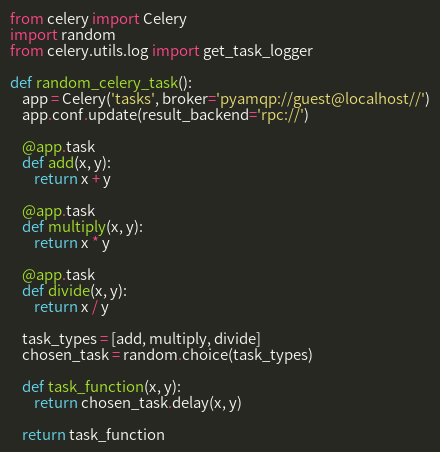 from celery import Celery
import random
from celery.utils.log import get_task_logger

def random_celery_task():
    app = Celery('tasks', broker='pyamqp://guest@localhost//')
    app.conf.update(result_backend='rpc://')

    @app.task
    def add(x, y):
        return x + y

    @app.task
    def multiply(x, y):
        return x * y

    @app.task
    def divide(x, y):
        return x / y

    task_types = [add, multiply, divide]
    chosen_task = random.choice(task_types)

    def task_function(x, y):
        return chosen_task.delay(x, y)

    return task_function